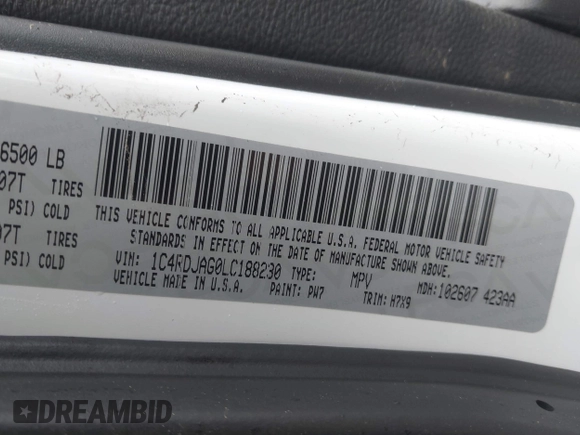 6500 LB
07T TIRES
PSI) COLD
07T TIRES
PSI) COLD
THIS VEHICLE CONFORMS TO ALL APPLICABLE U.S.A. FEDERAL MOTOR VEHICLE SAFETY
STANDARDS IN EFFECT ON THE DATE OF MANUFACTURE SHOWN ABOVE.
VIN: 1C4RDJAG0LC188230 TYPE: MPV MDH:102607 423AA
VEHICLE MADE IN U.S.A. PAINT: PW7 TRIM: H7X9
DREAMBID